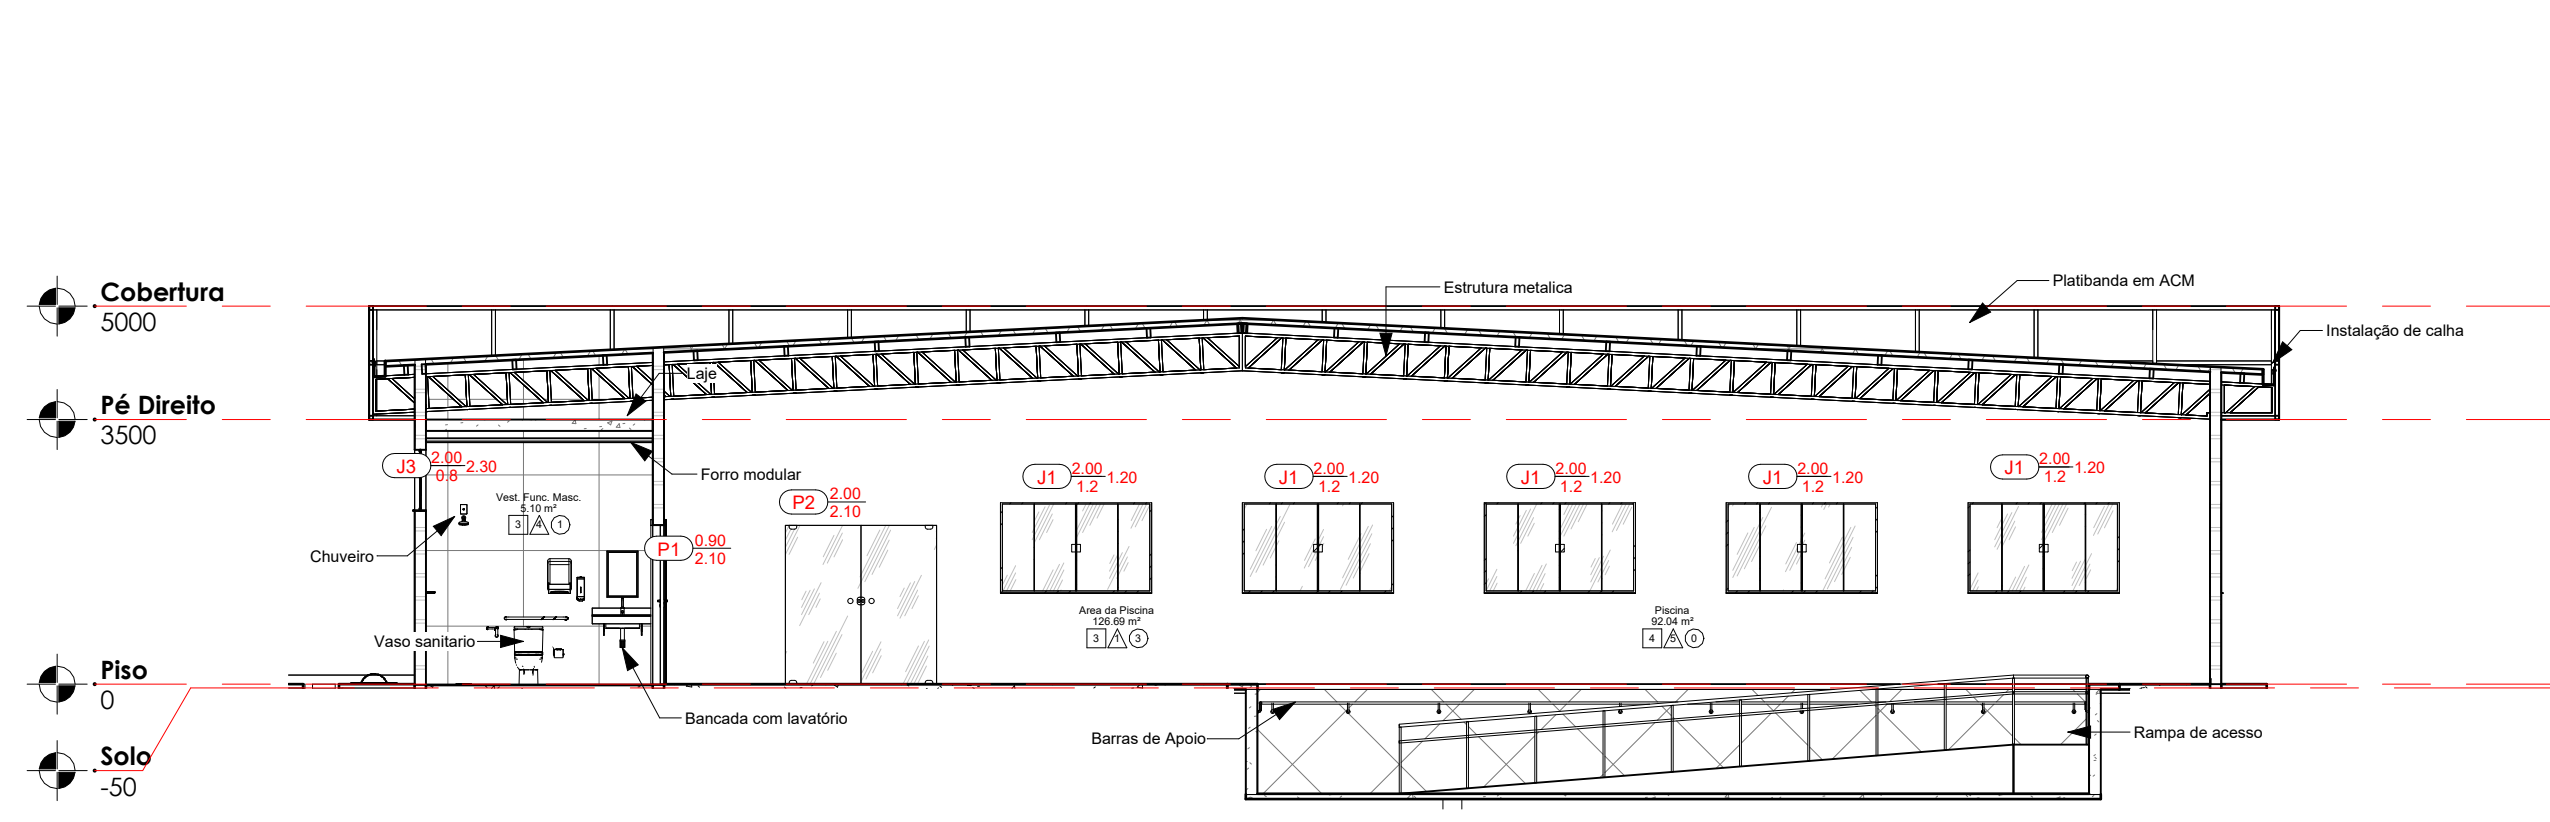 Cobertura
5000
Pé Direito
3500
Piso
0
Solo
-50
Estrutura metalica
Platibanda em ACM
Instalação de calha
Laje
Forro modular
J3 2.00 2.30
0.8
Vest. Func. Masc.
5.10 m²
3 4 1
Chuveiro
Vaso sanitario
Bancada com lavatório
P1 0.90
2.10
P2 2.00
2.10
J1 2.00 1.20
1.2
J1 2.00 1.20
1.2
J1 2.00 1.20
1.2
J1 2.00 1.20
1.2
J1 2.00 1.20
1.2
Area da Piscina
126.69 m²
3 1 3
Piscina
92.04 m²
4 5 0
Barras de Apoio
Rampa de acesso